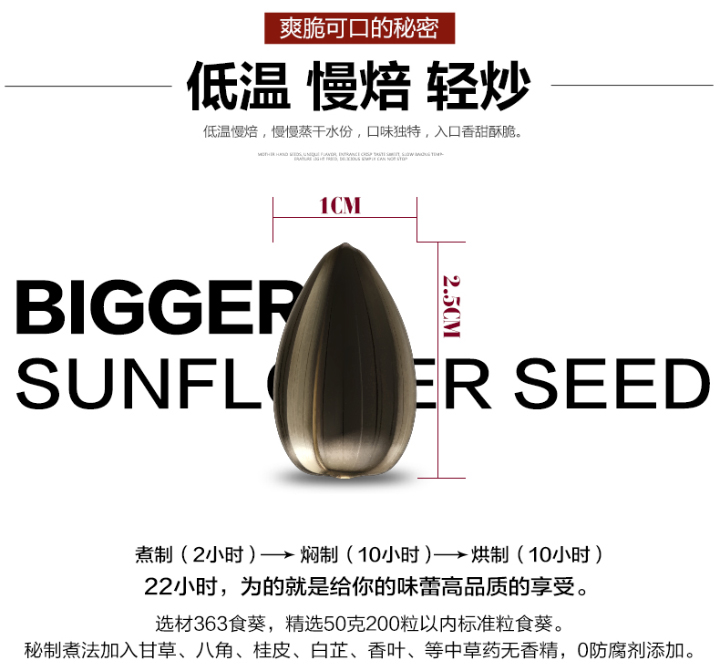 爽脆可口的秘密
低温 慢焙 轻炒
低温慢焙，慢慢蒸干水份，口味独特，入口香甜酥脆。
1CM
2.5CM
BIGGER
SUNFL ER SEED
煮制（2小时）→焖制（10小时）→烘制（10小时）
22小时，为的就是给你的味蕾高品质的享受。
选材363食葵，精选50克200粒以内标准粒食葵。
秘制煮法加入甘草、八角、桂皮、白芷、香叶、等中草药无香精，0防腐剂添加。